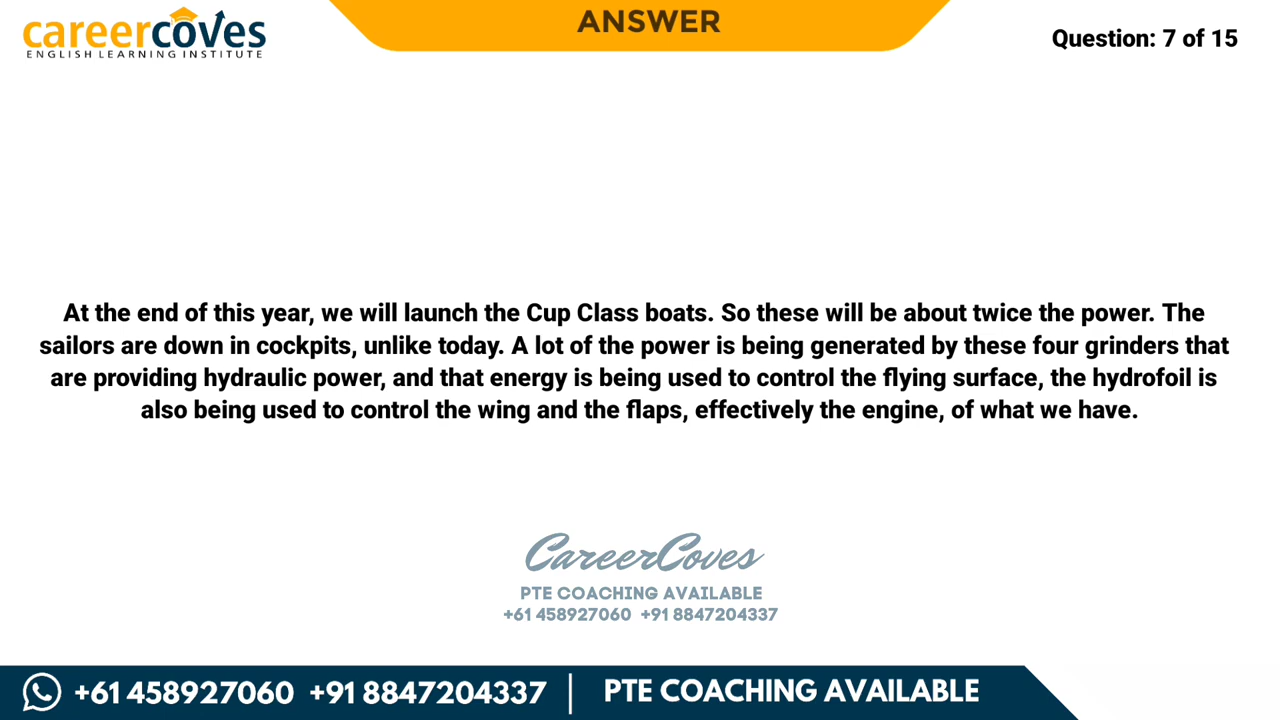 careercoves
ENGLISH LEARNING INSTITUTE
ANSWER
Question: 7 of 15
At the end of this year, we will launch the Cup Class boats. So these will be about twice the power. The
sailors are down in cockpits, unlike today. A lot of the power is being generated by these four grinders that
are providing hydraulic power, and that energy is being used to control the flying surface, the hydrofoil is
also being used to control the wing and the flaps, effectively the engine, of what we have.
CareerCoves
PTE COACHING AVAILABLE
+61 458927060 +91 8847204337
+61 458927060 +91 8847204337 | PTE COACHING AVAILABLE